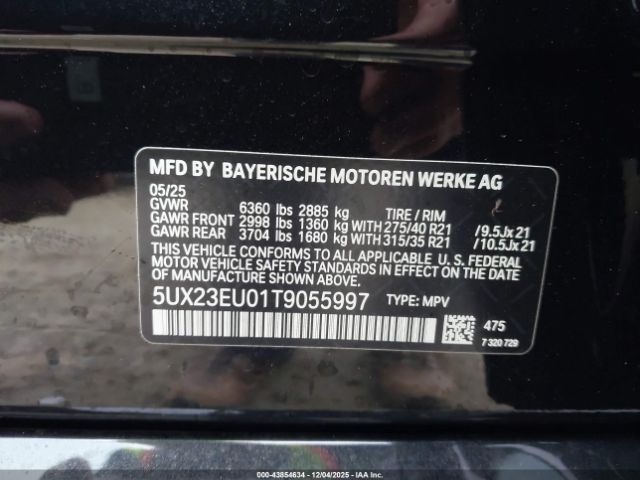 MFD BY BAYERISCHE MOTOREN WERKE AG
05/25
GVWR 6360 lbs 2885 kg TIRE / RIM
GAWR FRONT 2998 lbs 1360 kg WITH 275/40 R21 /9.5Jx21
GAWR REAR 3704 lbs 1680 kg WITH 315/35 R21 /10.5Jx21
THIS VEHICLE CONFORMS TO ALL APPLICABLE U. S. FEDERAL
MOTOR VEHICLE SAFETY STANDARDS IN EFFECT ON THE DATE
OF MANUFACTURE SHOWN ABOVE.
5UX23EU01T9055997 TYPE: MPV
475
7 320 729
000-43854634 - 12/04/2025 - IAA Inc.